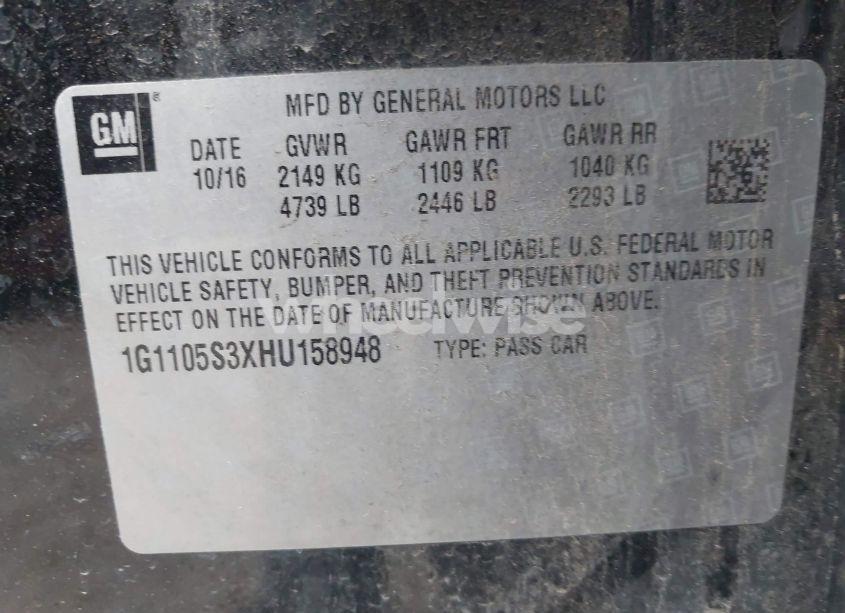 GM®
MFD BY GENERAL MOTORS LLC
DATE GVWR GAWR FRT GAWR RR
10/16 2149 KG 1109 KG 1040 KG
4739 LB 2446 LB 2293 LB
THIS VEHICLE CONFORMS TO ALL APPLICABLE U.S. FEDERAL MOTOR
VEHICLE SAFETY, BUMPER, AND THEFT PREVENTION STANDARDS IN
EFFECT ON THE DATE OF MANUFACTURE SHOWN ABOVE.
wheelwise
1G1105S3XHU158948 TYPE: PASS CAR